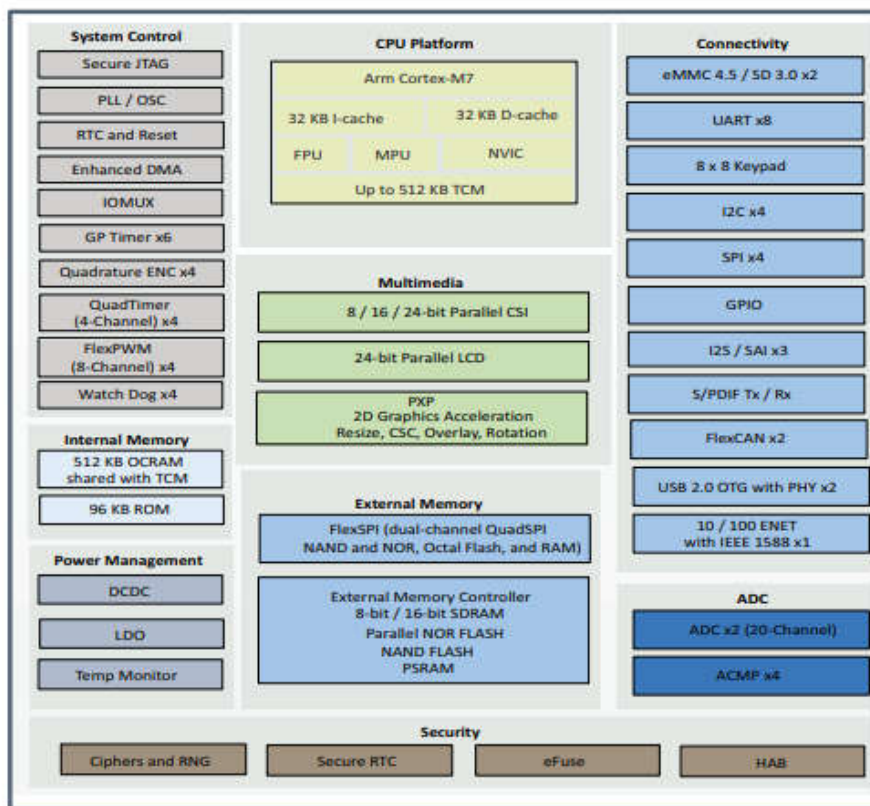 System Control
Secure JTAG
PLL / OSC
RTC and Reset
Enhanced DMA
IOMUX
GP Timer x6
Quadrature ENC x4
QuadTimer
(4-Channel) x4
FlexPWM
(8-Channel) x4
Watch Dog x4
Internal Memory
512 KB OCRAM
shared with TCM
96 KB ROM
Power Management
DCDC
LDO
Temp Monitor
CPU Platform
Arm Cortex-M7
32 KB I-cache
32 KB D-cache
FPU
MPU
NVIC
Up to 512 KB TCM
Multimedia
8 / 16 / 24-bit Parallel CSI
24-bit Parallel LCD
PXP
2D Graphics Acceleration
Resize, CSC, Overlay, Rotation
External Memory
FlexSPI (dual-channel QuadSPI
NAND and NOR, Octal Flash, and RAM)
External Memory Controller
8-bit / 16-bit SDRAM
Parallel NOR FLASH
NAND FLASH
PSRAM
Connectivity
eMMC 4.5 / SD 3.0 x2
UART x8
8 x 8 Keypad
I2C x4
SPI x4
GPIO
I2S / SAI x3
S/PDIF Tx / Rx
FlexCAN x2
USB 2.0 OTG with PHY x2
10 / 100 ENET
with IEEE 1588 x1
ADC
ADC x2 (20-Channel)
ACMP x4
Security
Ciphers and RNG
Secure RTC
eFuse
HAB